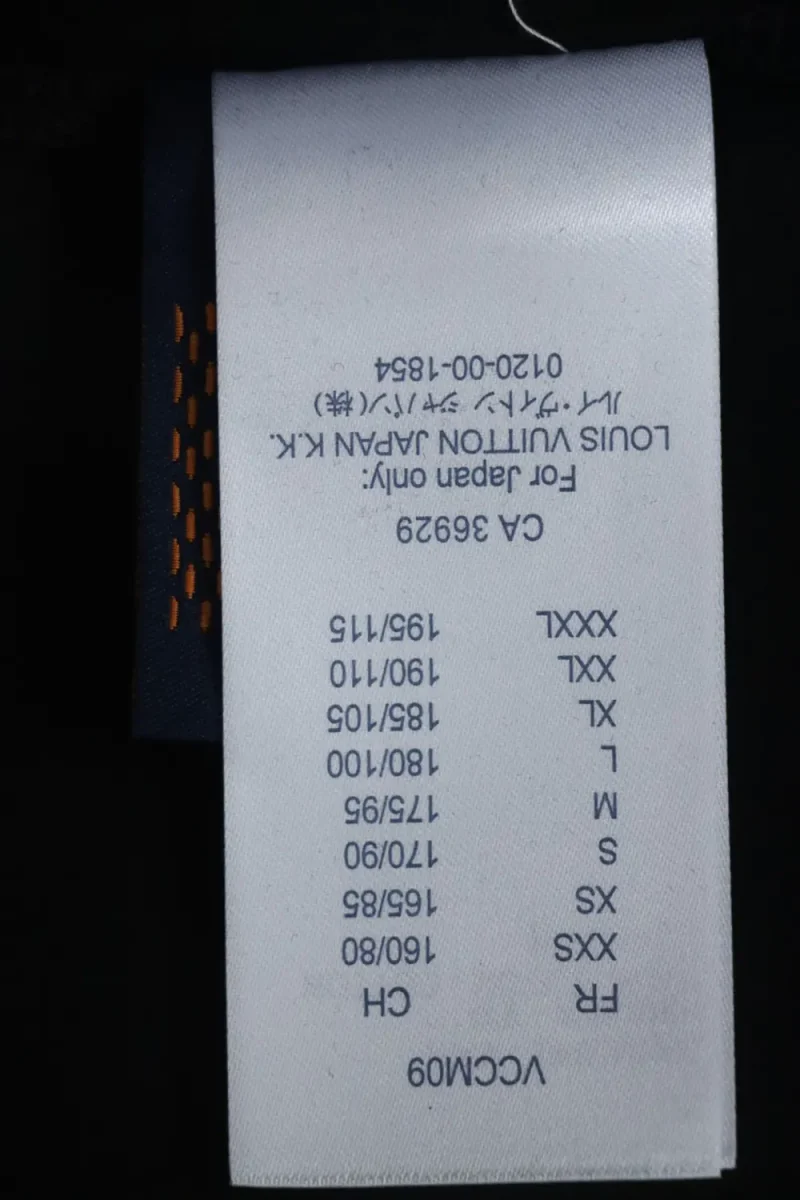 VCCM09
FR CH
XXS 160/80
XS 165/85
S 170/90
M 175/95
L 180/100
XL 185/105
XXL 190/110
XXXL 195/115
CA 36929
For Japan only:
LOUIS VUITTON JAPAN K.K.
ルイ・ヴィトン ジャパン(株)
0120-00-1854